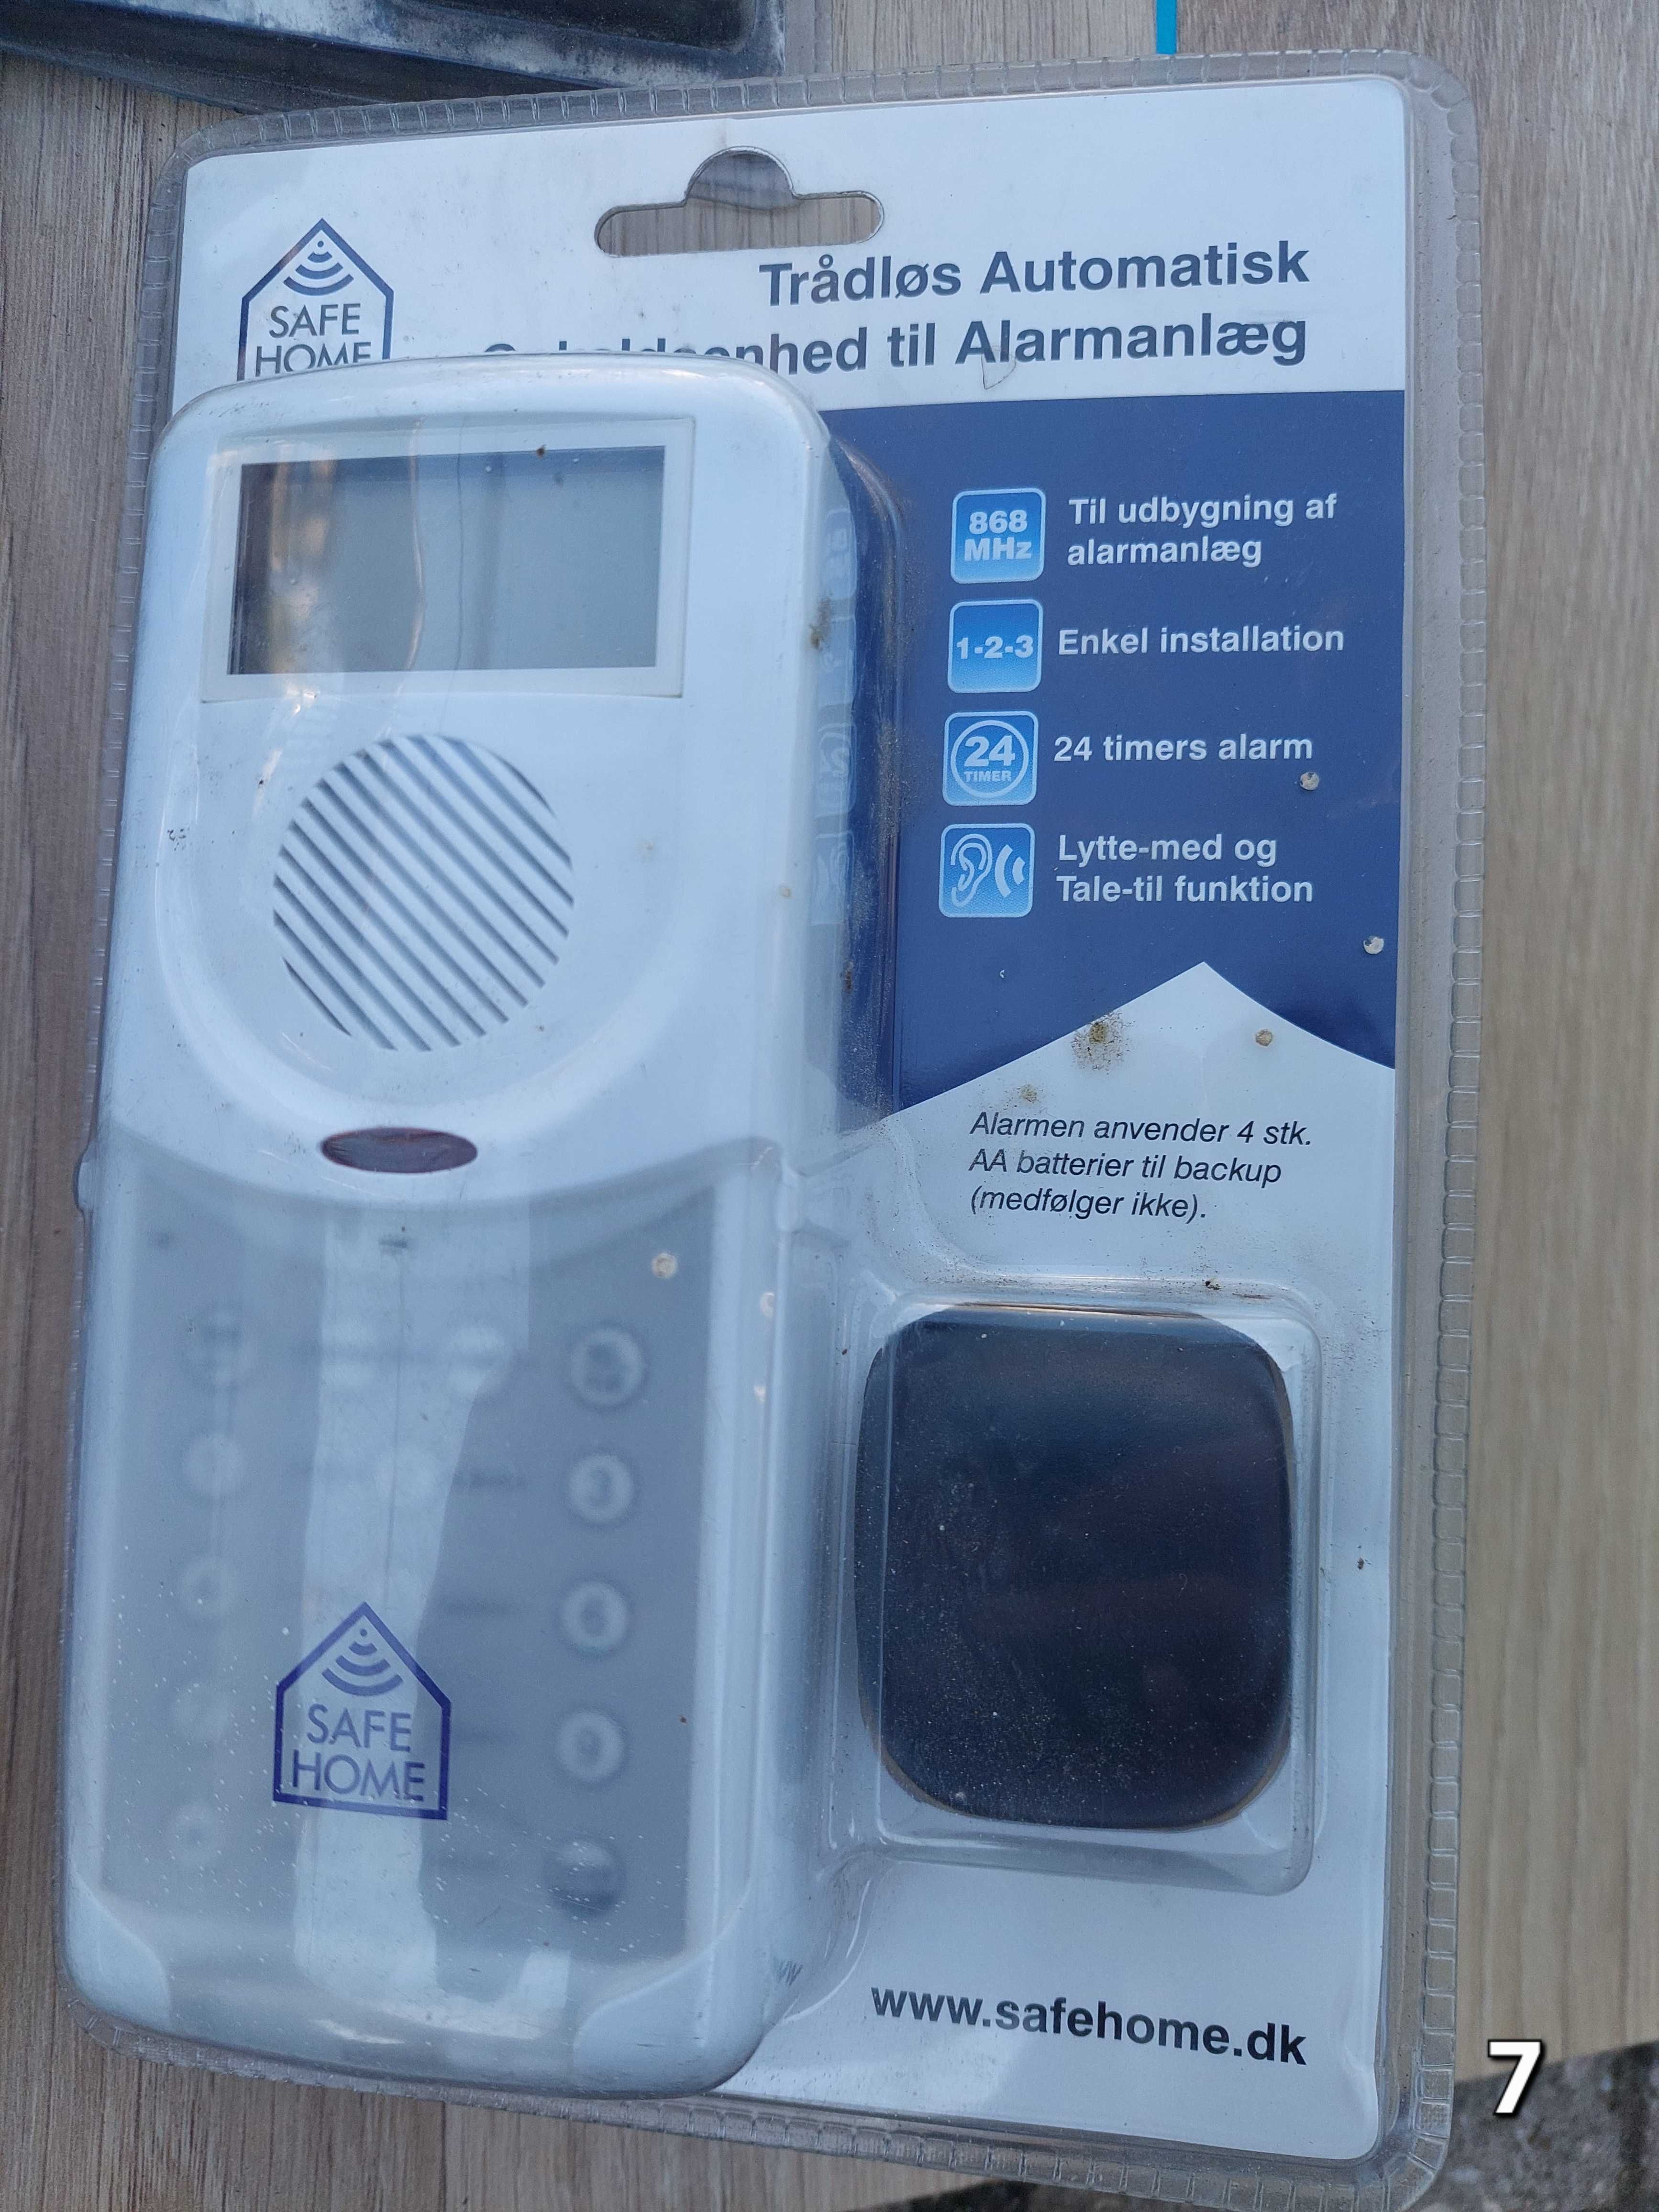 SAFE
HOME
Trådløs Automatisk
til Alarmanlæg
868
MHz
Til udbygning af
alarmanlæg
1-2-3
Enkel installation
24
TIMER
24 timers alarm
Lytte-med og
Tale-til funktion
Alarmen anvender 4 stk.
AA batterier til backup
(medfølger ikke).
SAFE
HOME
www.safehome.dk
7